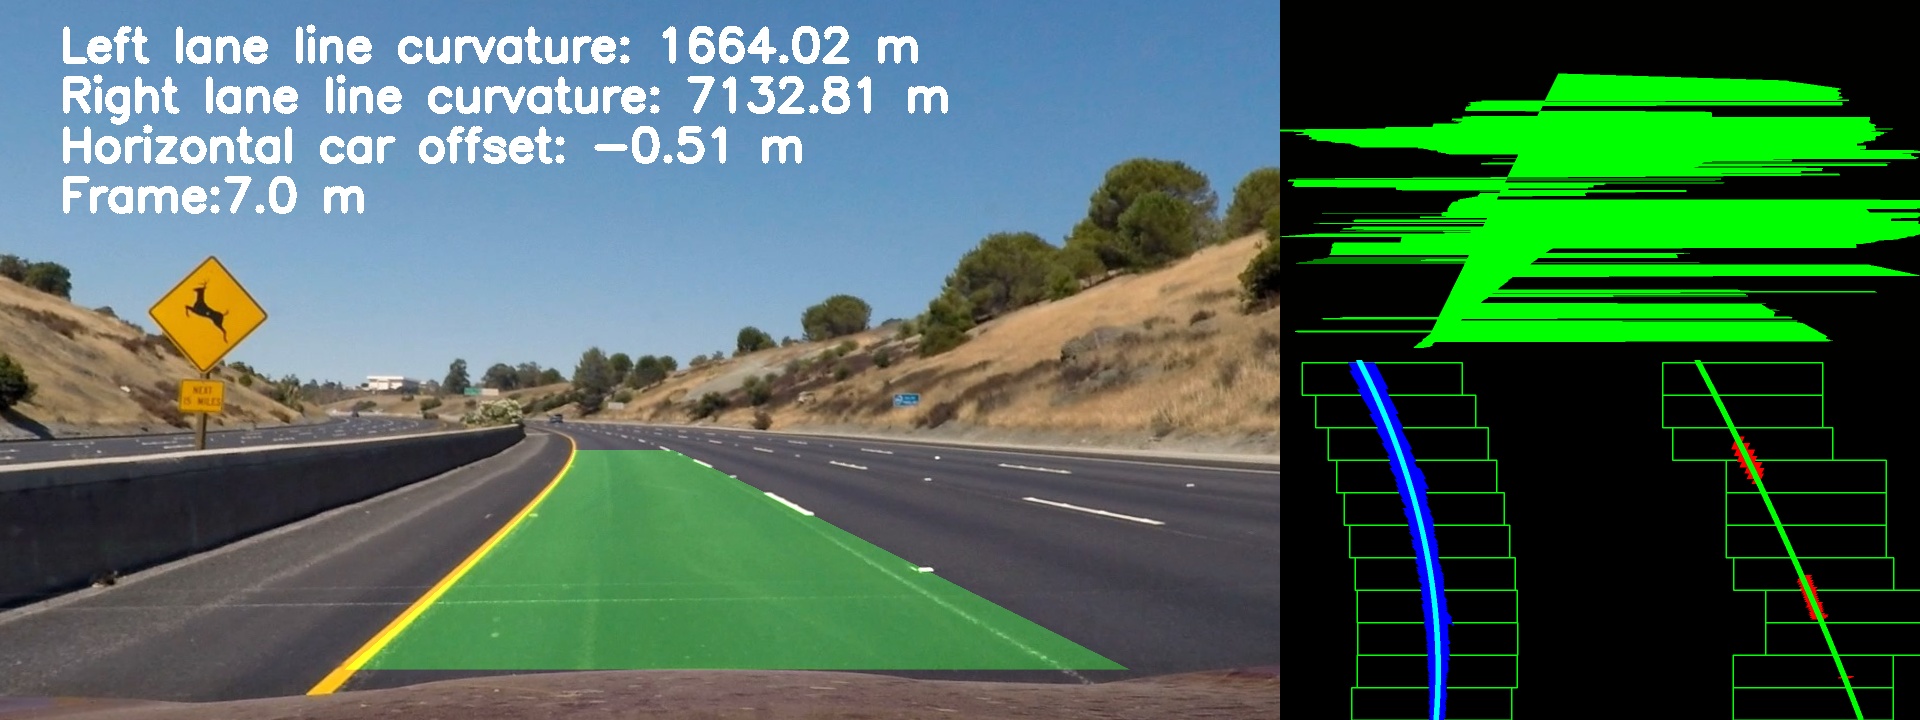 Left lane line curvature: 1664.02 m
Right lane line curvature: 7132.81 m
Horizontal car offset: −0.51 m
Frame:7.0 m
NEXT
15 MILES